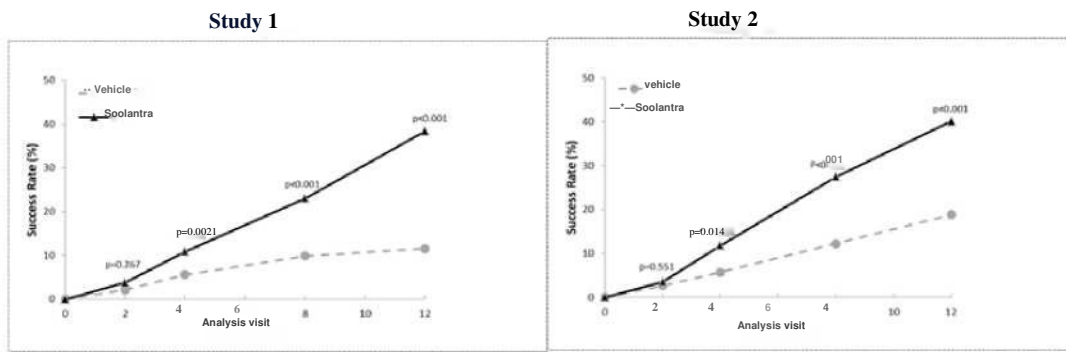 Study 1
50
40
30
20
10
0
Success Rate (%)
Vehicle
Soolantra
p=0.267
p=0.0021
p<0.001
p<0.001
0 2 4 6 8 10 12
Analysis visit
Study 2
50
40
30
20
10
0
Success Rate (%)
vehicle
—*—Soolantra
p=0.551
p=0.014
P<0.001
p<0.001
0 2 4 6 8 10 12
Analysis visit